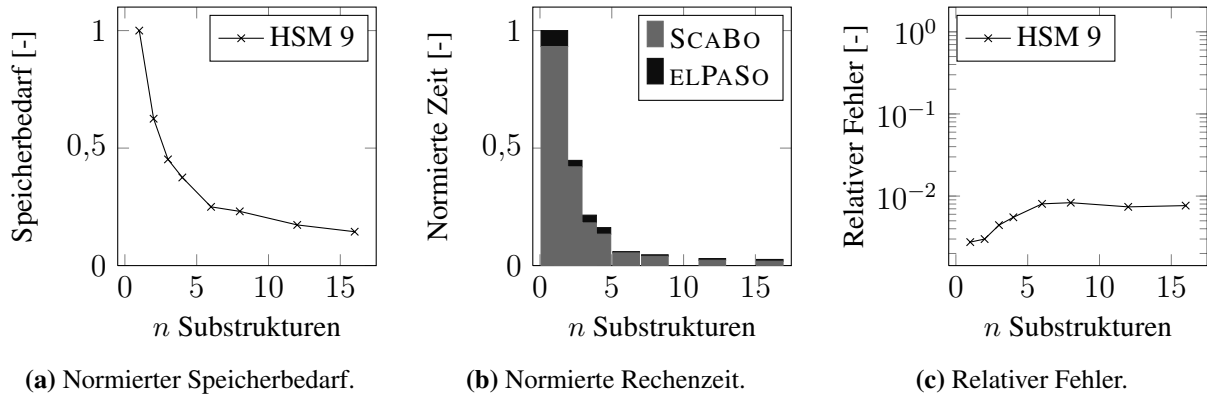 Speicherbedarf [-]
1
0,5
0
0
5
10
15
n Substrukturen
HSM 9
(a) Normierter Speicherbedarf.
Normierte Zeit [-]
1
0,5
0
0
5
10
15
n Substrukturen
SCABO
ELPASO
(b) Normierte Rechenzeit.
Relativer Fehler [-]
10^0
10^-1
10^-2
0
5
10
15
n Substrukturen
HSM 9
(c) Relativer Fehler.